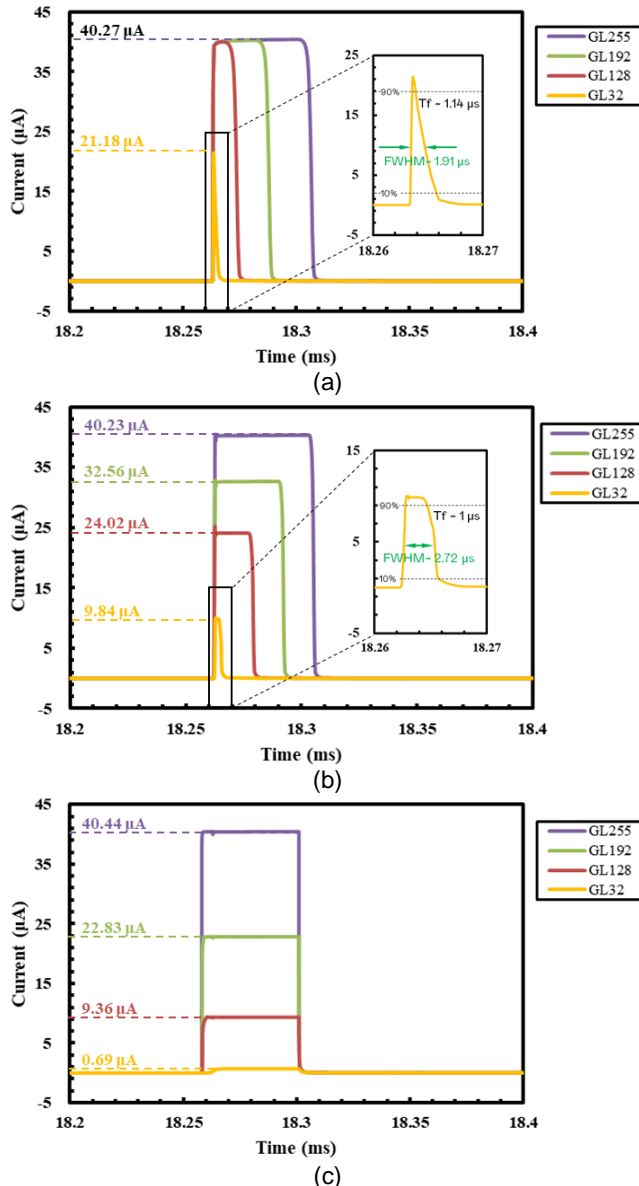 45
40.27 μA
35
25
21.18 μA
15
5
-5
Current (μA)
18.2
18.25
18.3
18.35
18.4
Time (ms)
GL255
GL192
GL128
GL32
25
90%
Tf ~ 1.14 μs
15
FWHM~ 1.91 μs
5
10%
-5
18.26
18.27
(a)
45
40.23 μA
35
32.56 μA
25
24.02 μA
15
9.84 μA
5
-5
Current (μA)
18.2
18.25
18.3
18.35
18.4
Time (ms)
GL255
GL192
GL128
GL32
15
90%
Tf ~ 1 μs
5
FWHM~ 2.72 μs
10%
-5
18.26
18.27
(b)
45
40.44 μA
35
25
22.83 μA
15
9.36 μA
5
0.69 μA
-5
Current (μA)
18.2
18.25
18.3
18.35
18.4
Time (ms)
GL255
GL192
GL128
GL32
(c)